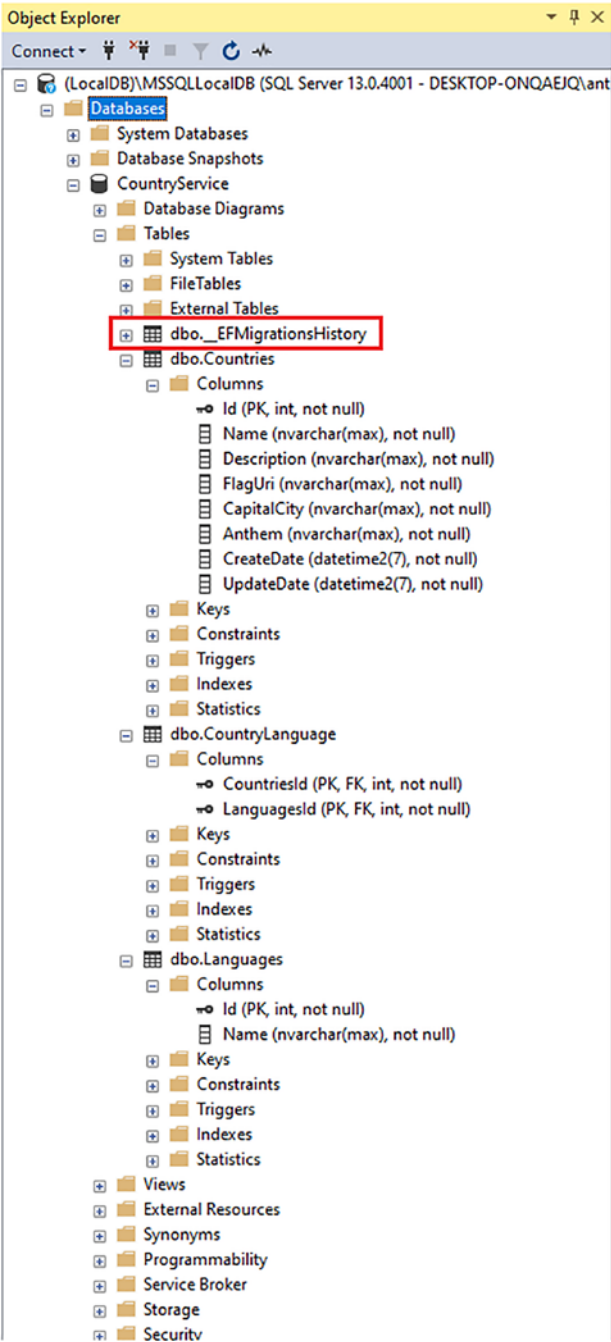 Object Explorer
Connect
(LocalDB)\MSSQLLocalDB (SQL Server 13.0.4001 - DESKTOP-ONQAEJQ\ant
Databases
System Databases
Database Snapshots
CountryService
Database Diagrams
Tables
System Tables
FileTables
External Tables
dbo.__EFMigrationsHistory
dbo.Countries
Columns
Id (PK, int, not null)
Name (nvarchar(max), not null)
Description (nvarchar(max), not null)
FlagUri (nvarchar(max), not null)
CapitalCity (nvarchar(max), not null)
Anthem (nvarchar(max), not null)
CreateDate (datetime2(7), not null)
UpdateDate (datetime2(7), not null)
Keys
Constraints
Triggers
Indexes
Statistics
dbo.CountryLanguage
Columns
CountriesId (PK, FK, int, not null)
LanguagesId (PK, FK, int, not null)
Keys
Constraints
Triggers
Indexes
Statistics
dbo.Languages
Columns
Id (PK, int, not null)
Name (nvarchar(max), not null)
Keys
Constraints
Triggers
Indexes
Statistics
Views
External Resources
Synonyms
Programmability
Service Broker
Storage
Security